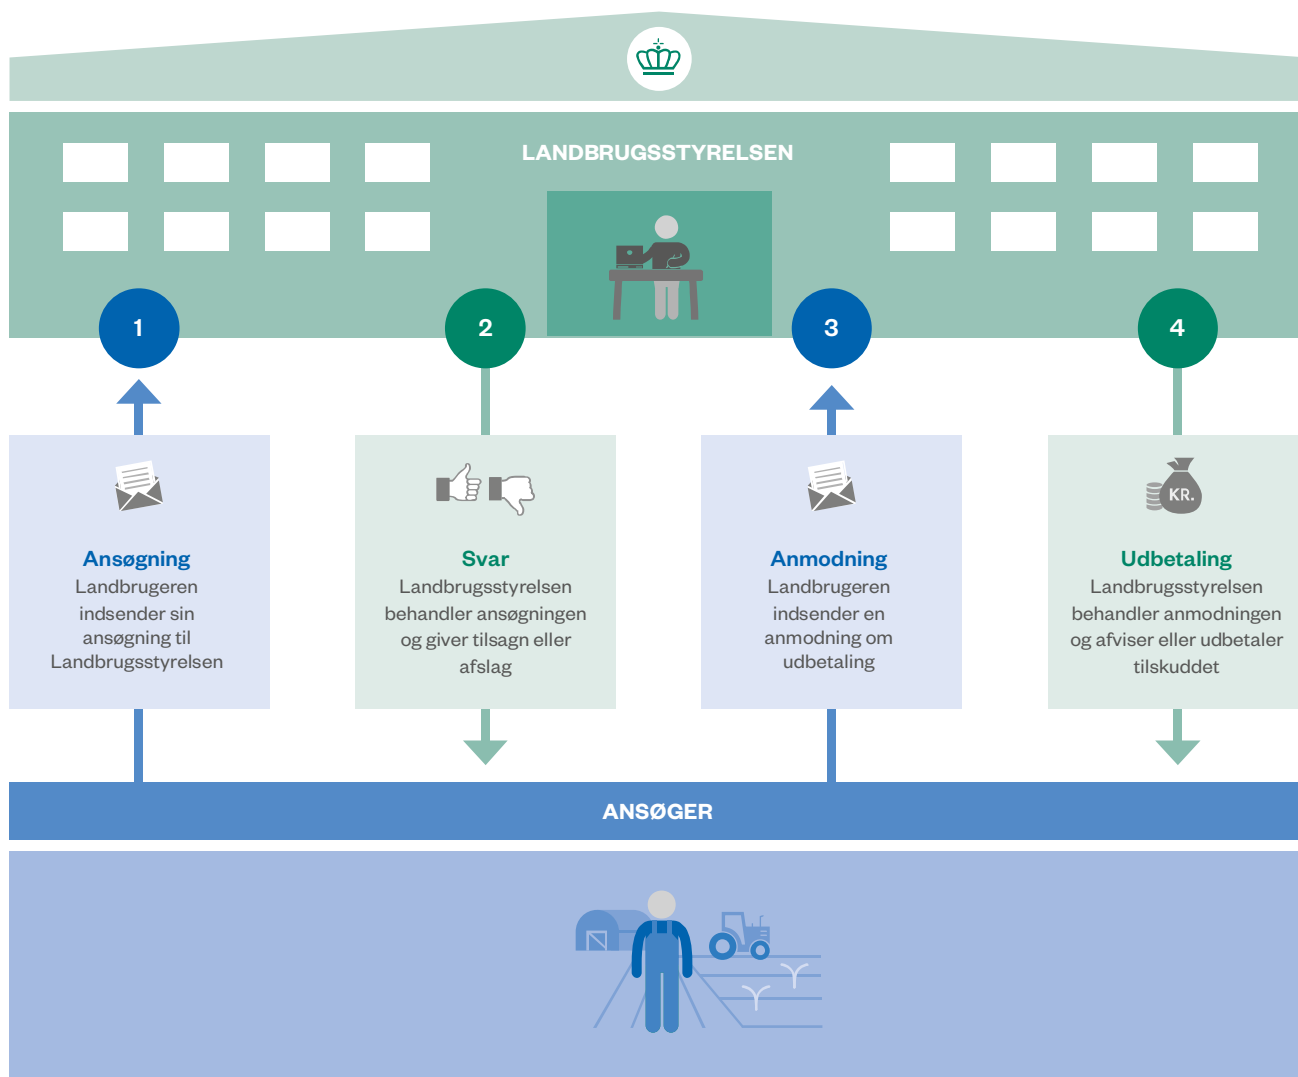 LANDBRUGSSTYRELSEN
1
2
3
4
Ansøgning
Landbrugeren
indsender sin
ansøgning til
Landbrugsstyrelsen
Svar
Landbrugsstyrelsen
behandler ansøgningen
og giver tilsagn eller
afslag
Anmodning
Landbrugeren
indsender en
anmodning om
udbetaling
KR.
Udbetaling
Landbrugsstyrelsen
behandler anmodningen
og afviser eller udbetaler
tilskuddet
ANSØGER